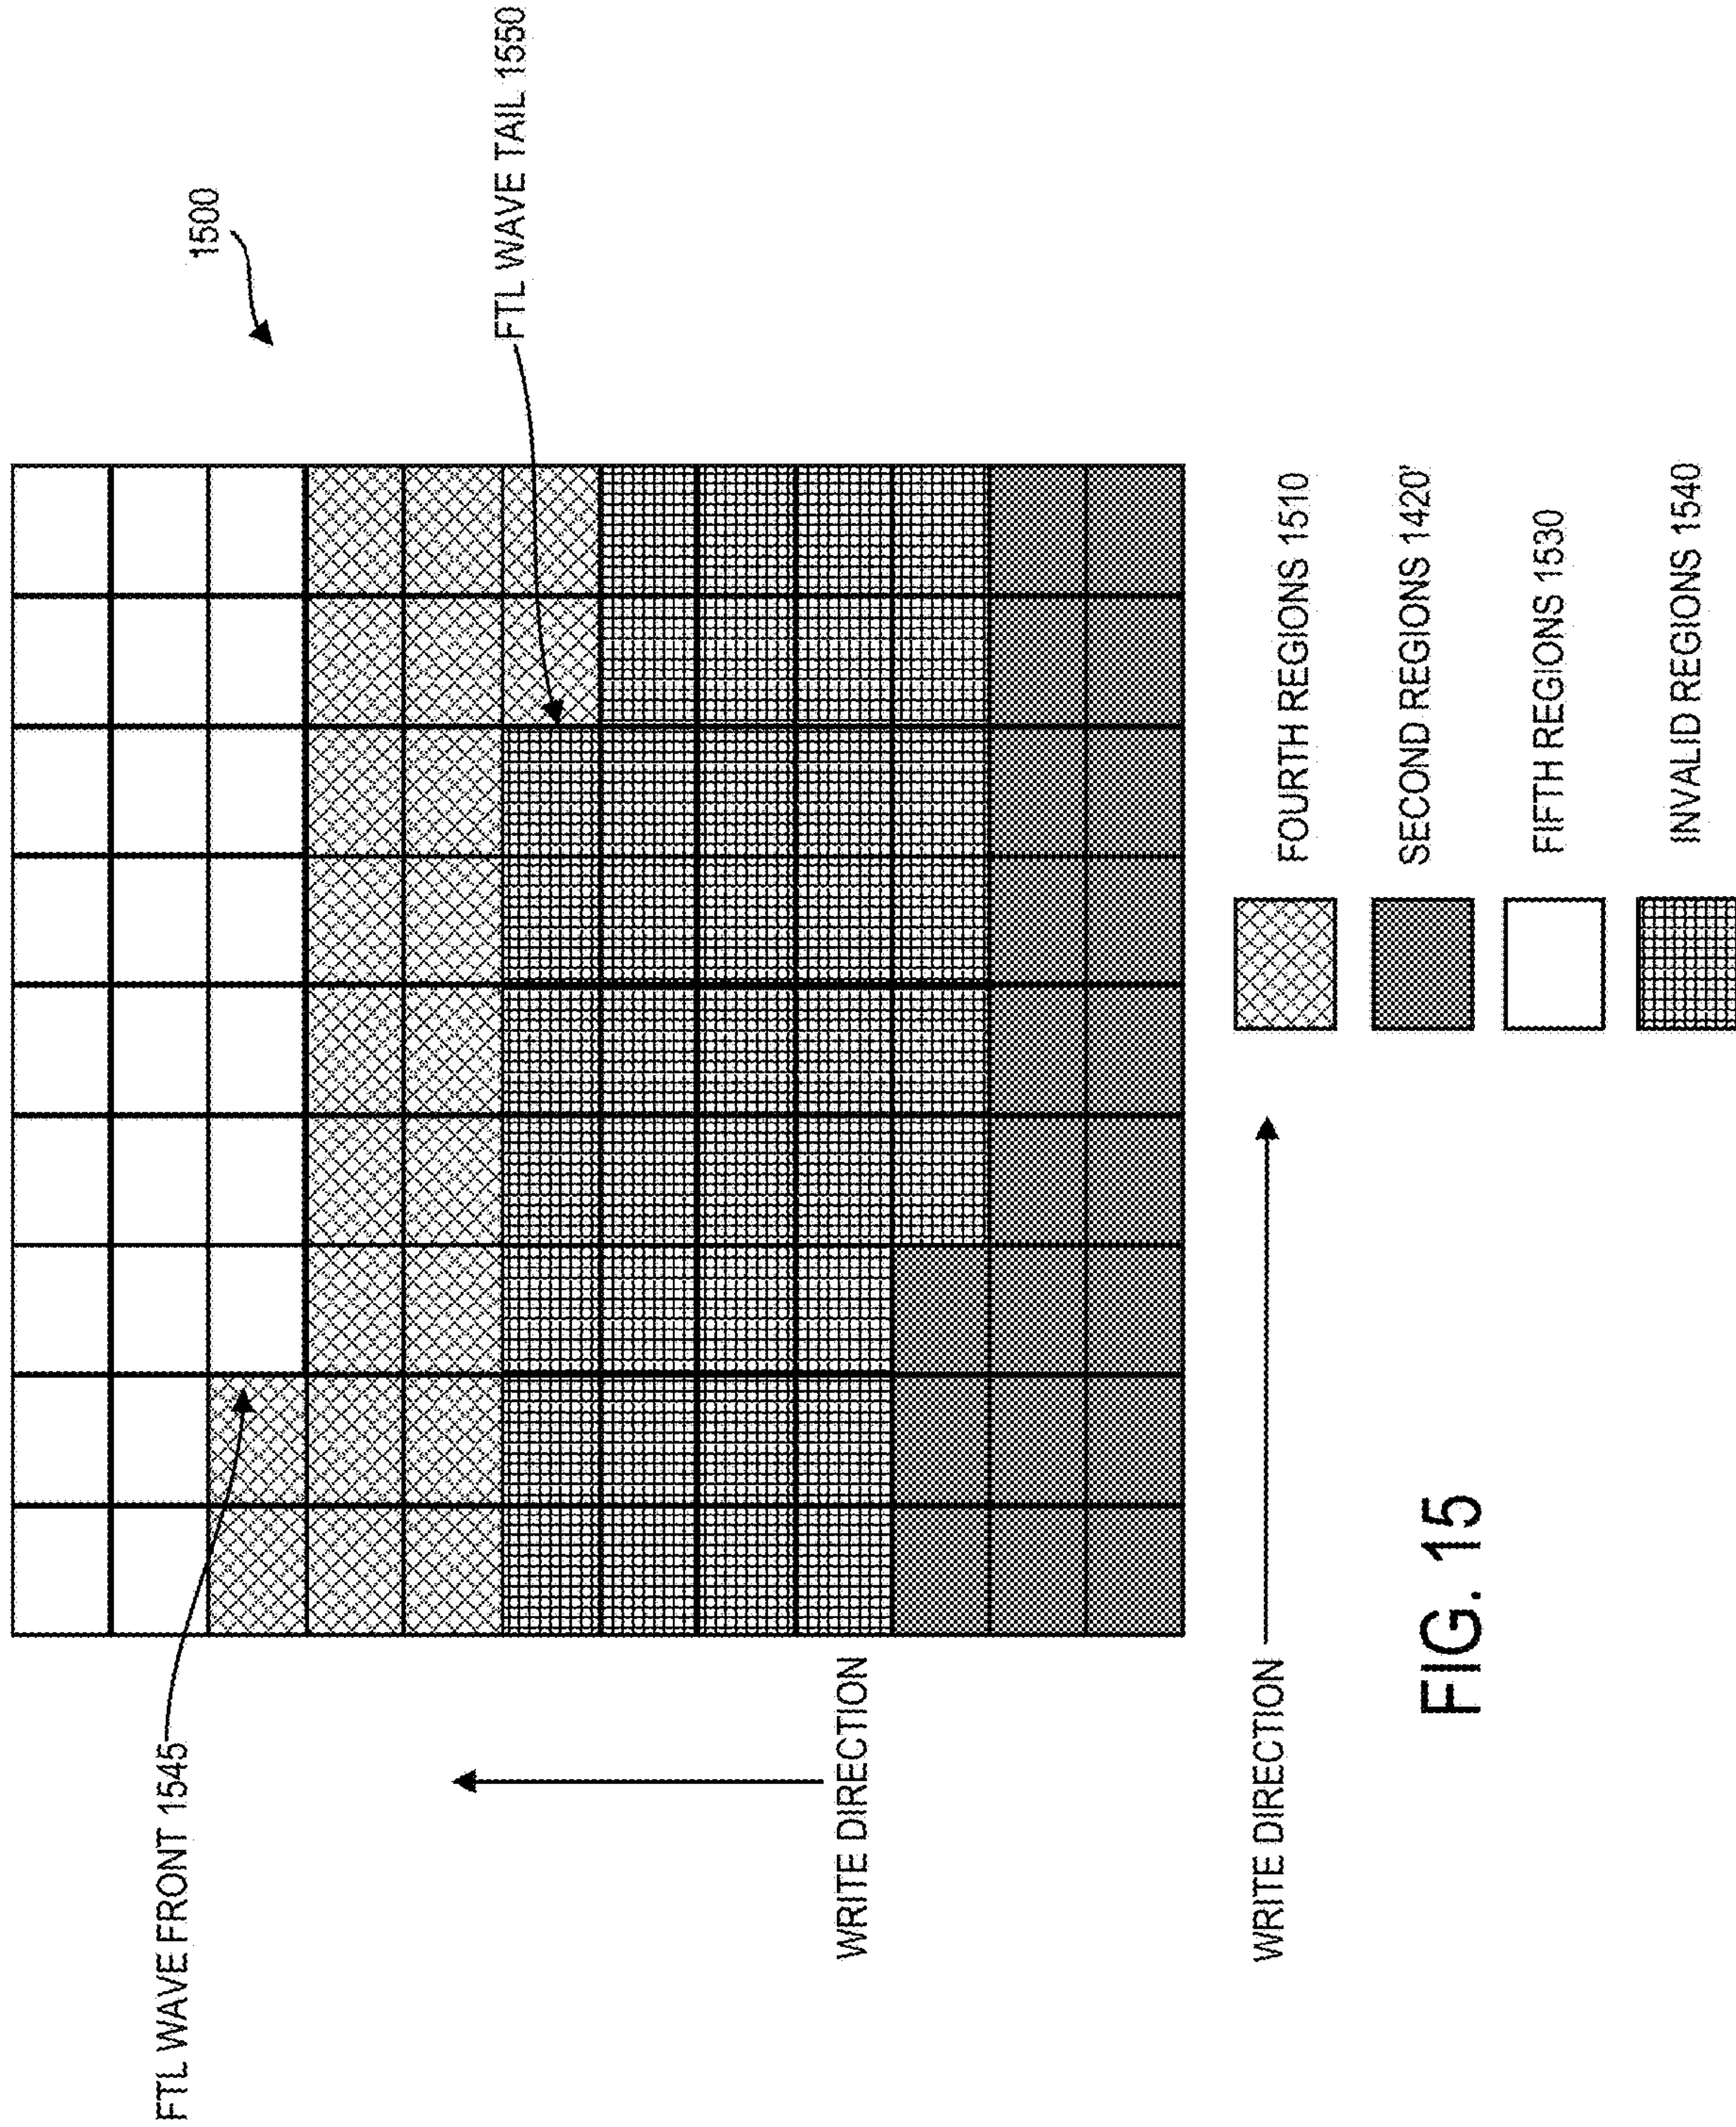 1500
FTL WAVE FRONT 1545
FTL WAVE TAIL 1550
WRITE DIRECTION
WRITE DIRECTION
FOURTH REGIONS 1510
SECOND REGIONS 1420'
FIFTH REGIONS 1530
INVALID REGIONS 1540
FIG. 15